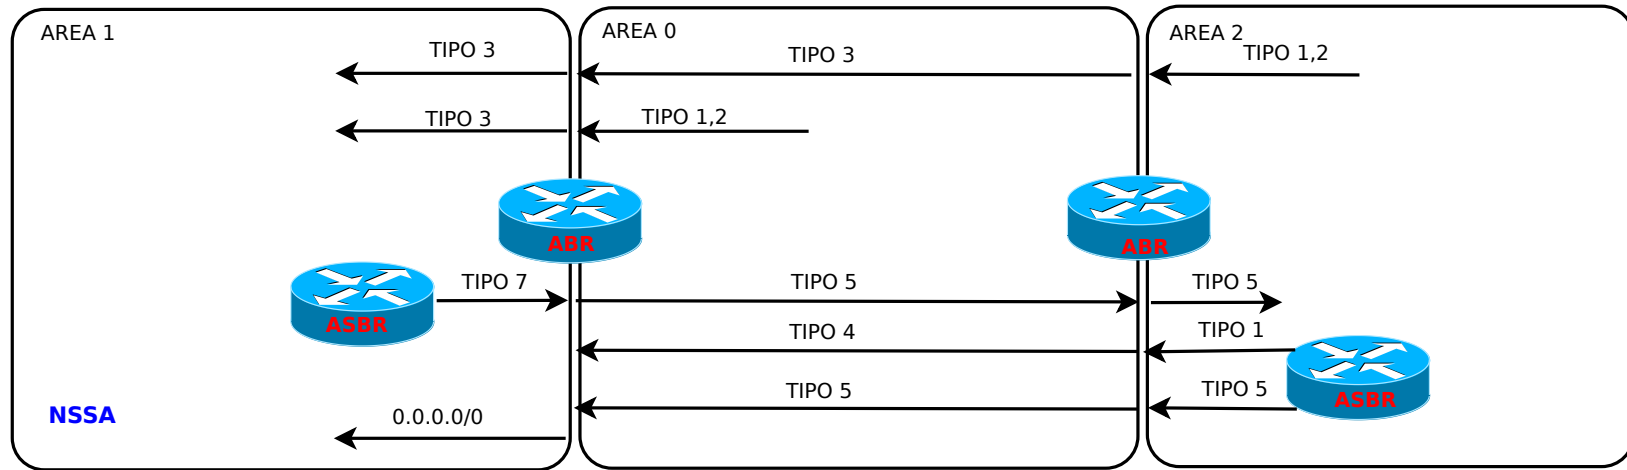 AREA 1
AREA 0
AREA 2
TIPO 3
TIPO 3
TIPO 1,2
TIPO 3
TIPO 1,2
ABR
ABR
TIPO 7
TIPO 5
TIPO 5
ASBR
TIPO 4
TIPO 1
TIPO 5
TIPO 5
ASBR
NSSA
0.0.0.0/0